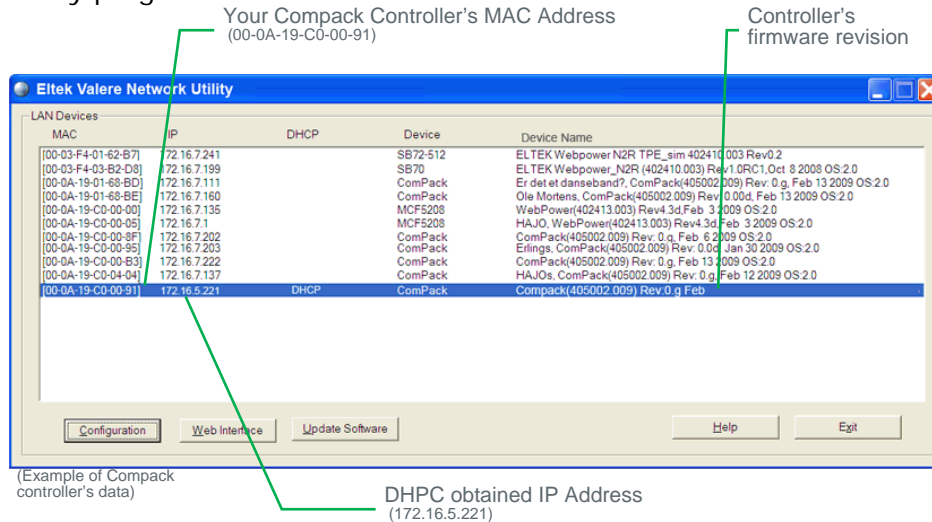 Your Compack Controller's MAC Address
(00-0A-19-C0-00-91)
Controller's
firmware revision
Eltek Valere Network Utility
LAN Devices
MAC IP DHCP Device Device Name
[00-03-F4-01-62-B7] 172.16.7.241 SB72-512 ELTEK Webpower N2R TPE_sim 402410.003 Rev0.2
[00-03-F4-03-B2-D8] 172.16.7.199 SB70 ELTEK Webpower_N2R (402410.003) Rev1.0RC1,Oct 8 2008 OS:2.0
[00-0A-19-01-68-BD] 172.16.7.111 ComPack Er det et danseband?, ComPack(405002.009) Rev: 0.g, Feb 13 2009 OS:2.0
[00-0A-19-01-68-BE] 172.16.7.160 ComPack Ole Mortens, ComPack(405002.009) Rev: 0.00d, Feb 13 2009 OS:2.0
[00-0A-19-C0-00-00] 172.16.7.135 MCF5208 WebPower(402413.003) Rev4.3d,Feb 3 2009 OS:2.0
[00-0A-19-C0-00-05] 172.16.7.1 MCF5208 HAJO, WebPower(402413.003) Rev4.3d,Feb 3 2009 OS:2.0
[00-0A-19-C0-00-8F] 172.16.7.202 ComPack ComPack(405002.009) Rev: 0.g, Feb 6 2009 OS:2.0
[00-0A-19-C0-00-95] 172.16.7.203 ComPack Erlings, ComPack(405002.009) Rev: 0.0d, Jan 30 2009 OS:2.0
[00-0A-19-C0-00-B3] 172.16.7.222 ComPack ComPack(405002.009) Rev: 0.g, Feb 13 2009 OS:2.0
[00-0A-19-C0-04-04] 172.16.7.137 ComPack HAJOs, ComPack(405002.009) Rev: 0.g, Feb 12 2009 OS:2.0
[00-0A-19-C0-00-91] 172.16.5.221 DHCP ComPack Compack(405002.009) Rev:0.g Feb
Configuration Web Interface Update Software Help Exit
(Example of Compack
controller's data)
DHPC obtained IP Address
(172.16.5.221)